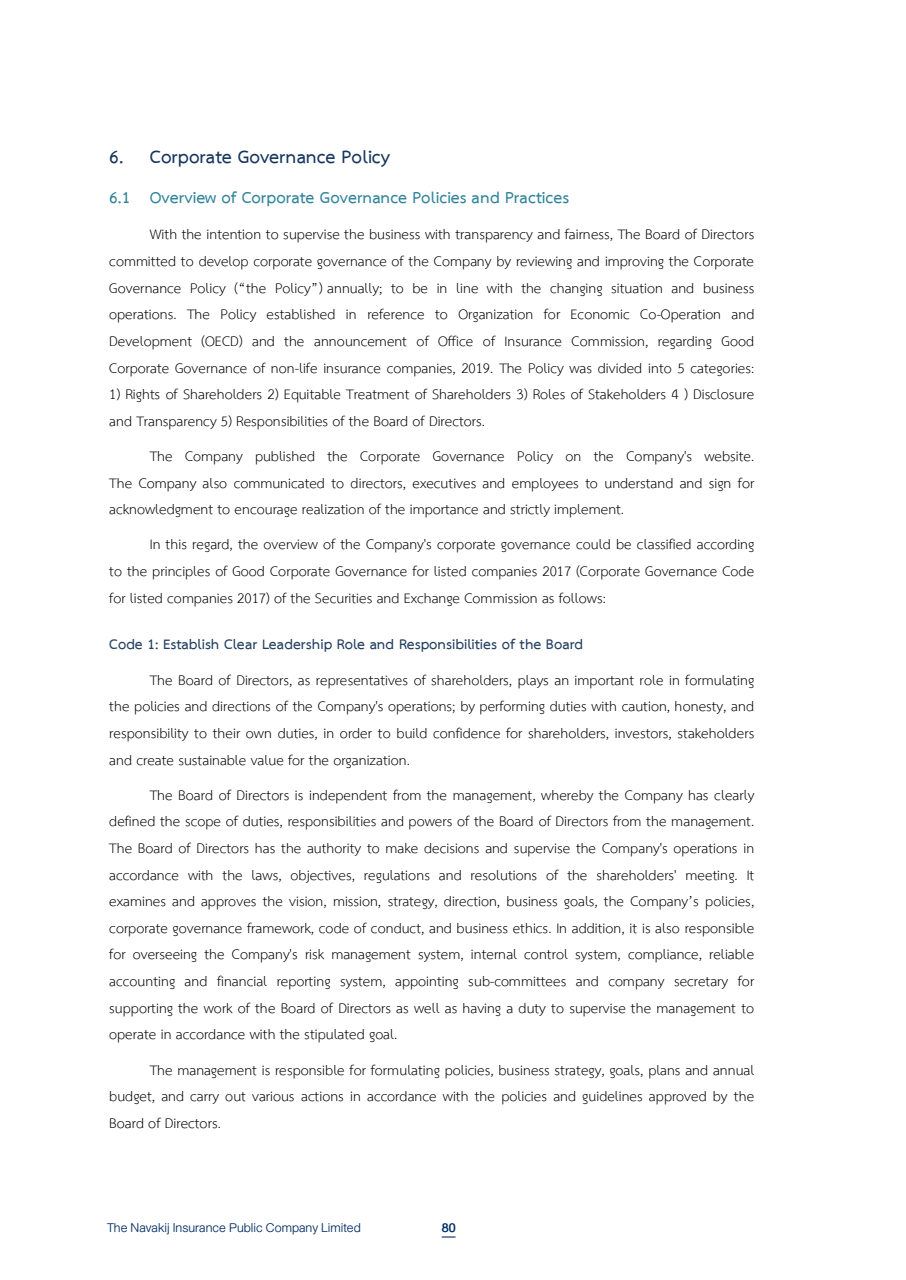 6. Corporate Governance Policy
6.1 Overview of Corporate Governance Policies and Practices
With the intention to supervise the business with transparency and fairness, The Board of Directors
committed to develop corporate governance of the Company by reviewing and improving the Corporate
Governance Policy (“the Policy”) annually; to be in line with the changing situation and business
operations. The Policy established in reference to Organization for Economic Co-Operation and
Development (OECD) and the announcement of Office of Insurance Commission, regarding Good
Corporate Governance of non-life insurance companies, 2019. The Policy was divided into 5 categories:
1) Rights of Shareholders 2) Equitable Treatment of Shareholders 3) Roles of Stakeholders 4 ) Disclosure
and Transparency 5) Responsibilities of the Board of Directors.
The Company published the Corporate Governance Policy on the Company's website.
The Company also communicated to directors, executives and employees to understand and sign for
acknowledgment to encourage realization of the importance and strictly implement.
In this regard, the overview of the Company's corporate governance could be classified according
to the principles of Good Corporate Governance for listed companies 2017 (Corporate Governance Code
for listed companies 2017) of the Securities and Exchange Commission as follows:
Code 1: Establish Clear Leadership Role and Responsibilities of the Board
The Board of Directors, as representatives of shareholders, plays an important role in formulating
the policies and directions of the Company's operations; by performing duties with caution, honesty, and
responsibility to their own duties, in order to build confidence for shareholders, investors, stakeholders
and create sustainable value for the organization.
The Board of Directors is independent from the management, whereby the Company has clearly
defined the scope of duties, responsibilities and powers of the Board of Directors from the management.
The Board of Directors has the authority to make decisions and supervise the Company's operations in
accordance with the laws, objectives, regulations and resolutions of the shareholders' meeting. It
examines and approves the vision, mission, strategy, direction, business goals, the Company’s policies,
corporate governance framework, code of conduct, and business ethics. In addition, it is also responsible
for overseeing the Company's risk management system, internal control system, compliance, reliable
accounting and financial reporting system, appointing sub-committees and company secretary for
supporting the work of the Board of Directors as well as having a duty to supervise the management to
operate in accordance with the stipulated goal.
The management is responsible for formulating policies, business strategy, goals, plans and annual
budget, and carry out various actions in accordance with the policies and guidelines approved by the
Board of Directors.
The Navakij Insurance Public Company Limited 80